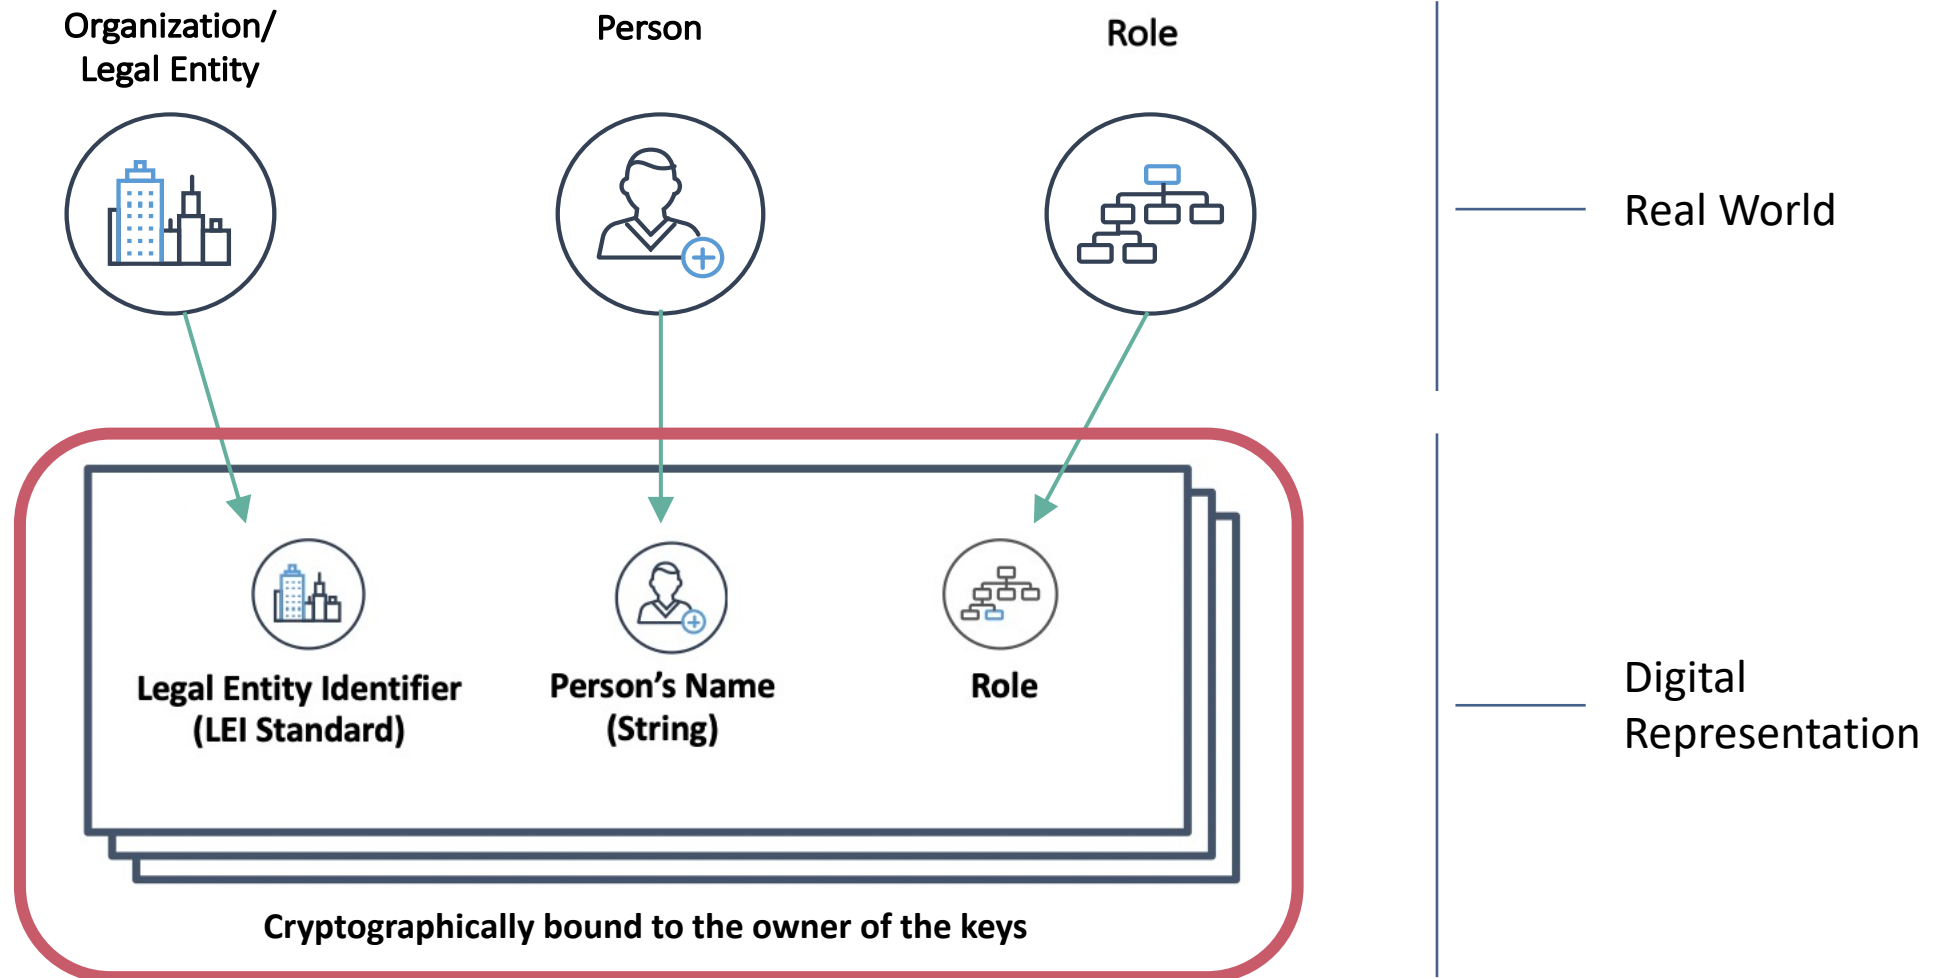 Organization/
Legal Entity
Person
Role
Real World
Legal Entity Identifier
(LEI Standard)
Person’s Name
(String)
Role
Digital
Representation
Cryptographically bound to the owner of the keys